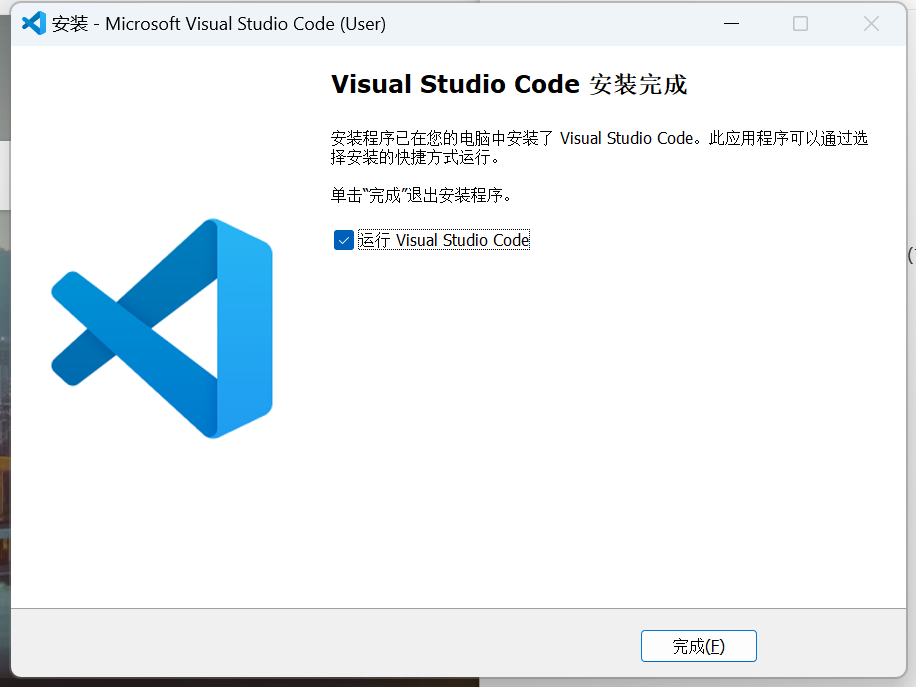 安装 - Microsoft Visual Studio Code (User)
Visual Studio Code 安装完成
安装程序已在您的电脑中安装了 Visual Studio Code。此应用程序可以通过选
择安装的快捷方式运行。
单击“完成”退出安装程序。
运行 Visual Studio Code
完成(F)